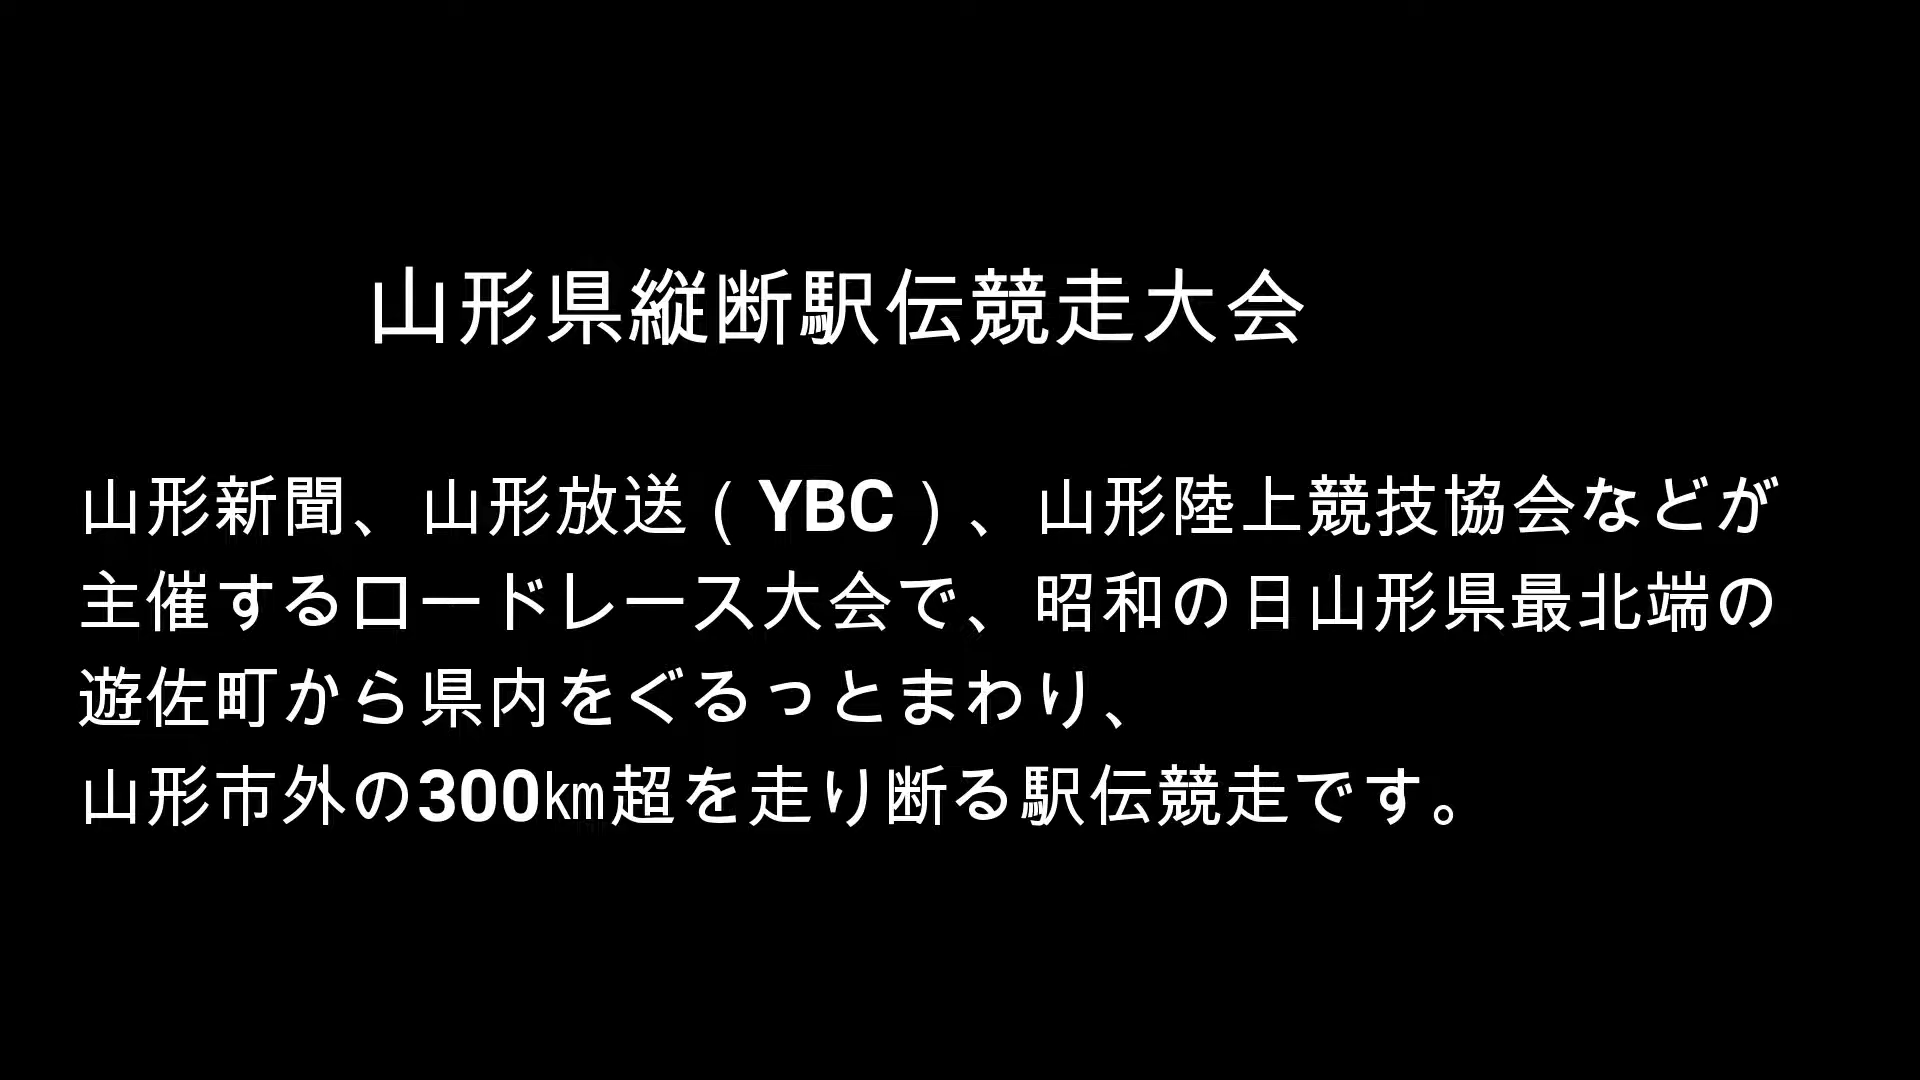 山形県縦断駅伝競走大会
山形新聞、山形放送(YBC)、山形陸上競技協会などが
主催するロードレース大会で、昭和の日山形県最北端の
遊佐町から県内をぐるっとまわり、
山形市外の300㎞超を走り断る駅伝競走です。